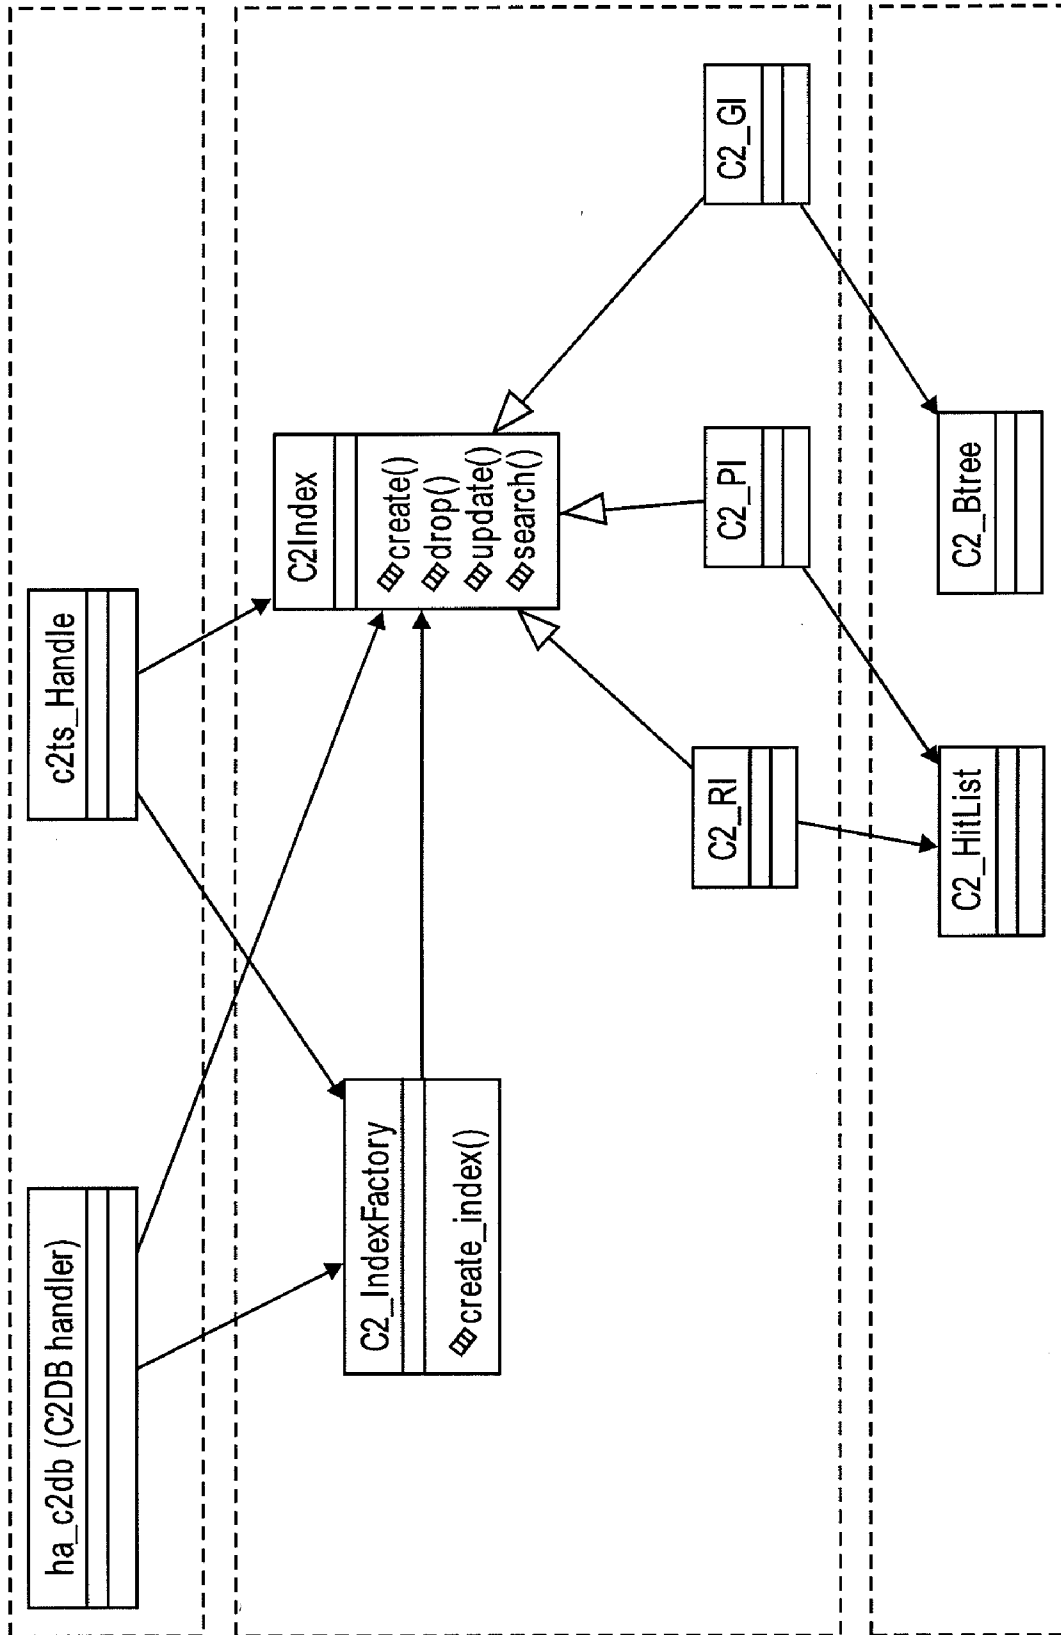 ha_c2db (C2DB handler)
c2ts_Handle
C2_IndexFactory
create_index()
C2Index
create()
drop()
update()
search()
C2_RI
C2_PI
C2_GI
C2_HitList
C2_Btree